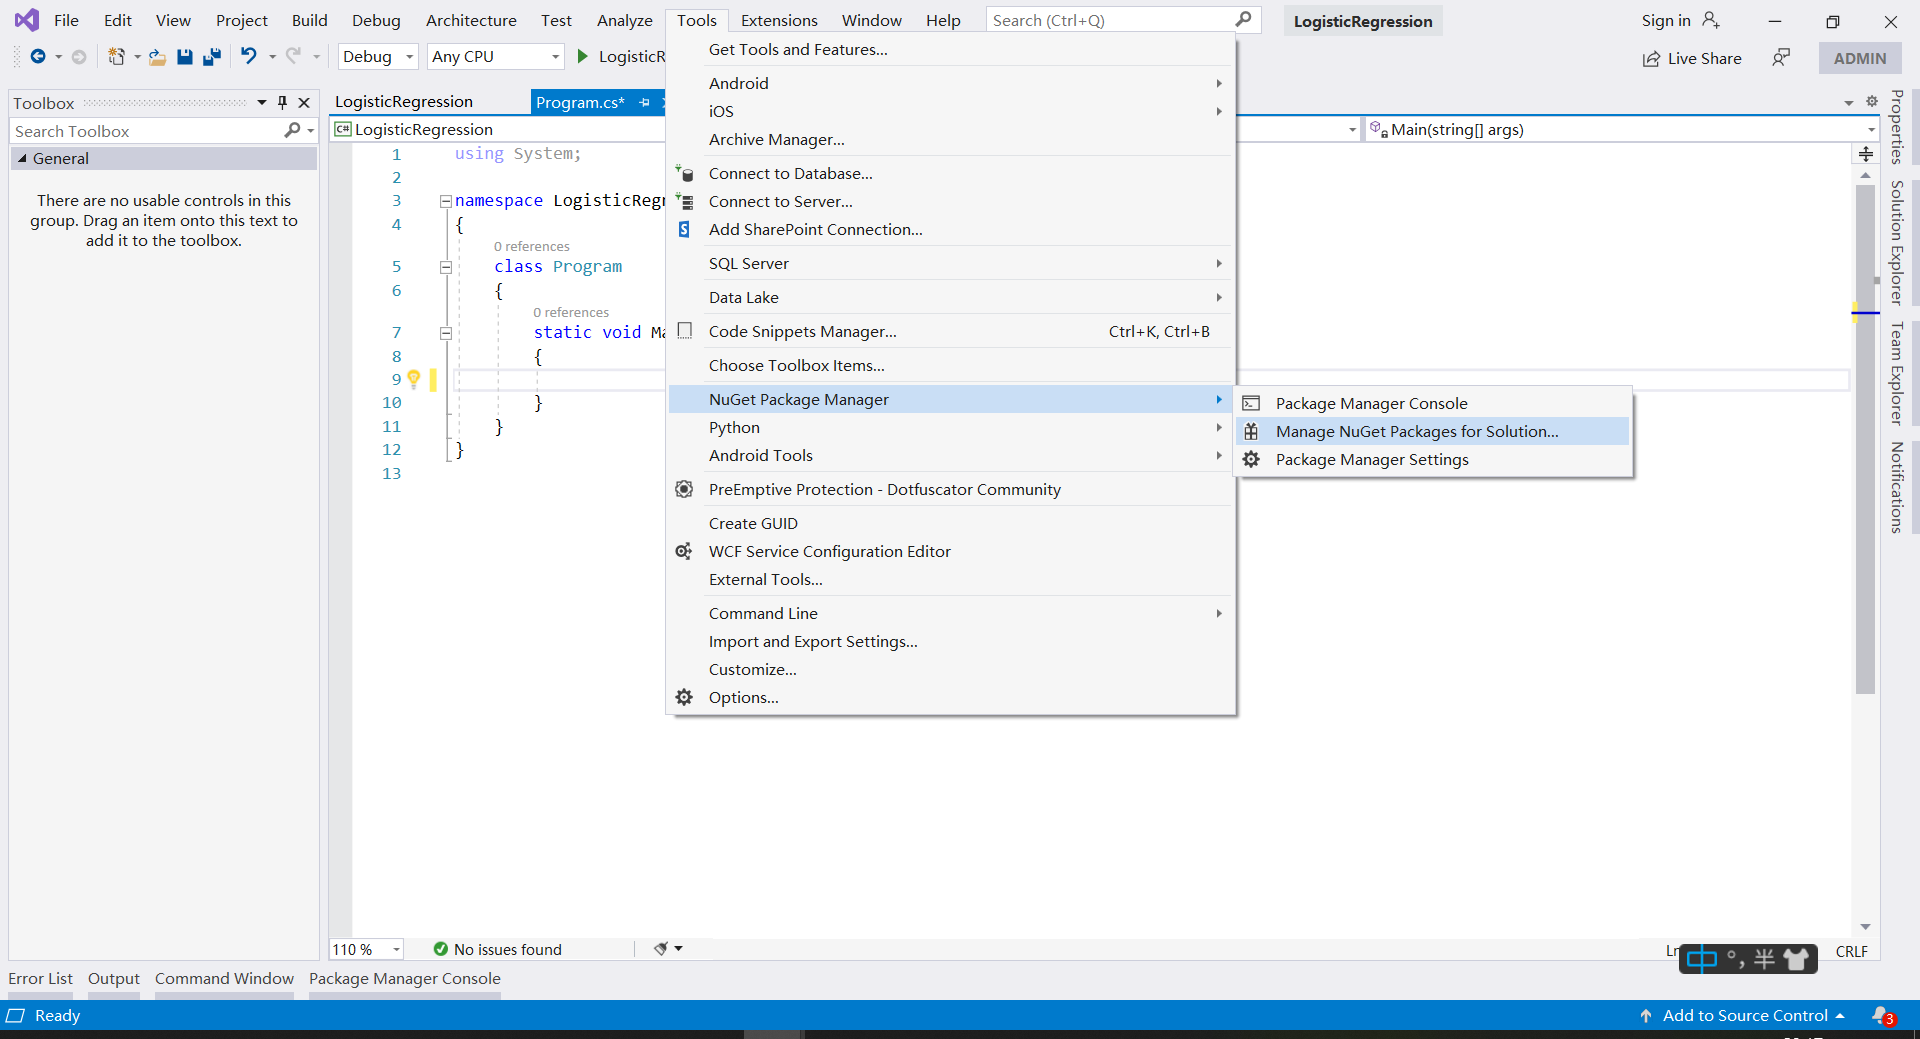 File Edit View Project Build Debug Architecture Test Analyze Tools Extensions Window Help Search (Ctrl+Q) LogisticRegression Sign in
Debug Any CPU LogisticR Live Share ADMIN
Toolbox
Search Toolbox
General
There are no usable controls in this
group. Drag an item onto this text to
add it to the toolbox.
LogisticRegression Program.cs*
C# LogisticRegression Main(string[] args)
1 using System;
2
3 namespace LogisticRegr
4 {
0 references
5 class Program
6 {
0 references
7 static void Ma
8 {
9
10 }
11 }
12 }
13
Get Tools and Features...
Android
iOS
Archive Manager...
Connect to Database...
Connect to Server...
Add SharePoint Connection...
SQL Server
Data Lake
Code Snippets Manager... Ctrl+K, Ctrl+B
Choose Toolbox Items...
NuGet Package Manager
Python
Android Tools
PreEmptive Protection - Dotfuscator Community
Create GUID
WCF Service Configuration Editor
External Tools...
Command Line
Import and Export Settings...
Customize...
Options...
Package Manager Console
Manage NuGet Packages for Solution...
Package Manager Settings
Properties
Solution Explorer
Team Explorer
Notifications
110 % No issues found Ln CRLF
中 °, 半
Error List Output Command Window Package Manager Console
Ready Add to Source Control 3